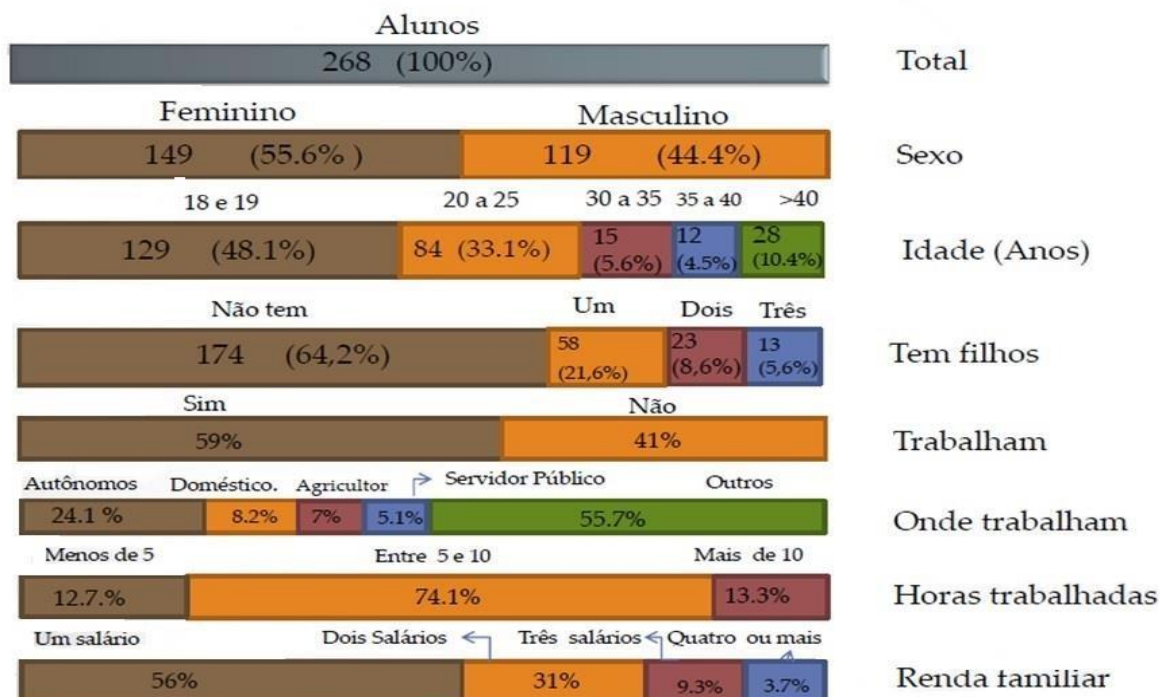 Alunos
268 (100%) Total
Feminino Masculino
149 (55.6% ) 119 (44.4%) Sexo
18 e 19 20 a 25 30 a 35 35 a 40 >40
129 (48.1%) 84 (33.1%) 15 (5.6%) 12 (4.5%) 28 (10.4%) Idade (Anos)
Não tem Um Dois Três
174 (64,2%) 58 (21,6%) 23 (8,6%) 13 (5,6%) Tem filhos
Sim Não
59% 41% Trabalham
Autônomos Doméstico. Agricultor Servidor Público Outros
24.1 % 8.2% 7% 5.1% 55.7% Onde trabalham
Menos de 5 Entre 5 e 10 Mais de 10
12.7.% 74.1% 13.3% Horas trabalhadas
Um salário Dois Salários Três salários Quatro ou mais
56% 31% 9.3% 3.7% Renda familiar